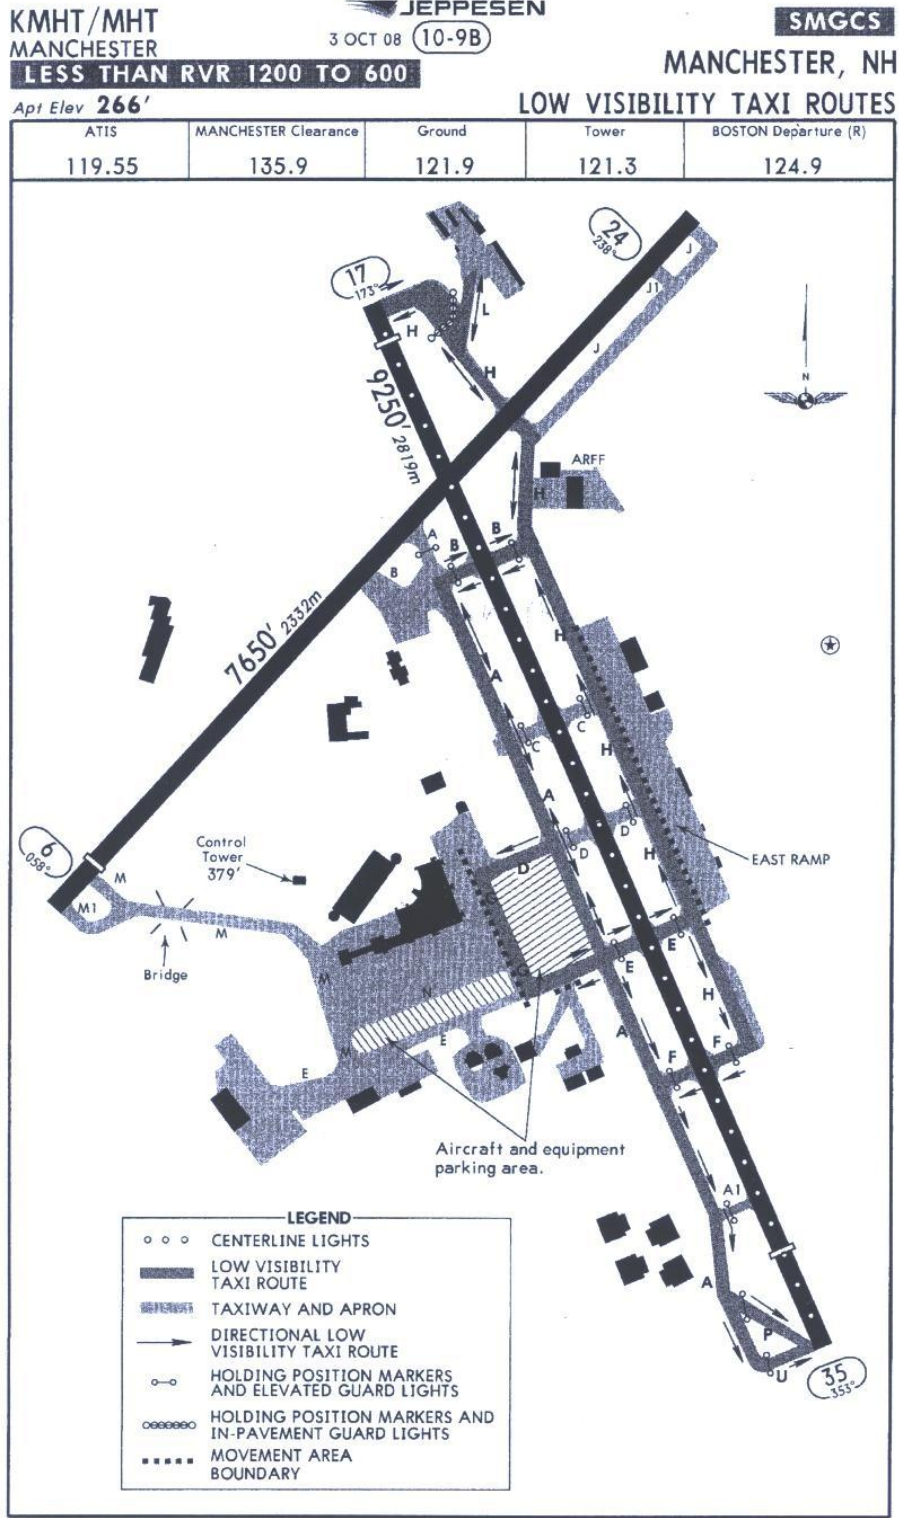 KMHT/MHT
MANCHESTER
LESS THAN RVR 1200 TO 600
Apt Elev 266'
JEPPESEN
3 OCT 08 10-9B
SMGCS
MANCHESTER, NH
LOW VISIBILITY TAXI ROUTES
ATIS
119.55
MANCHESTER Clearance
135.9
Ground
121.9
Tower
121.3
BOSTON Departure (R)
124.9
24
238°
J
17
173°
J1
L
H
J
N
H
9250' 2819m
ARFF
H
A
B
B
B
7650' 2332m
H
A
C
C
H
A
D
D
H
EAST RAMP
6
058°
Control
Tower
379'
D
M
M1
M
Bridge
E
E
G
M
N
H
A
M
E
E
F
F
Aircraft and equipment
parking area.
A1
A
P
U
35
353°
LEGEND
CENTERLINE LIGHTS
LOW VISIBILITY
TAXI ROUTE
TAXIWAY AND APRON
DIRECTIONAL LOW
VISIBILITY TAXI ROUTE
HOLDING POSITION MARKERS
AND ELEVATED GUARD LIGHTS
HOLDING POSITION MARKERS AND
IN-PAVEMENT GUARD LIGHTS
MOVEMENT AREA
BOUNDARY